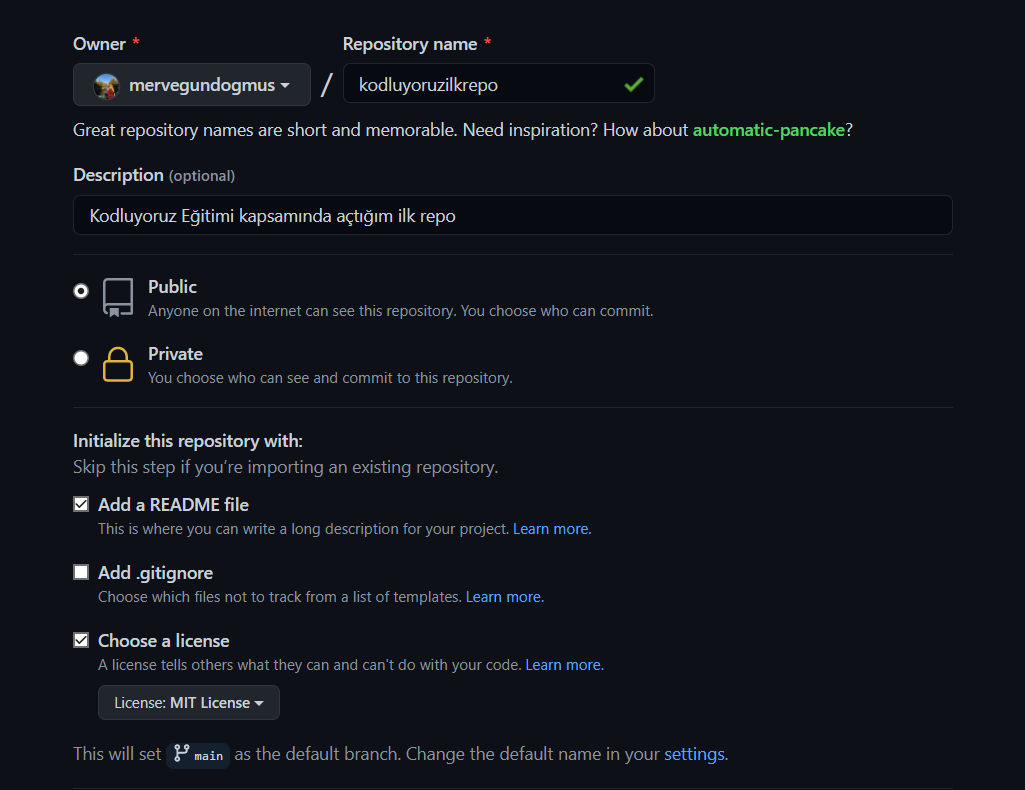 Owner * Repository name *
mervegundogmus / kodluyoruzilkrepo
Great repository names are short and memorable. Need inspiration? How about automatic-pancake?
Description (optional)
Kodluyoruz Eğitimi kapsamında açtığım ilk repo
Public
Anyone on the internet can see this repository. You choose who can commit.
Private
You choose who can see and commit to this repository.
Initialize this repository with:
Skip this step if you’re importing an existing repository.
Add a README file
This is where you can write a long description for your project. Learn more.
Add .gitignore
Choose which files not to track from a list of templates. Learn more.
Choose a license
A license tells others what they can and can't do with your code. Learn more.
License: MIT License
This will set main as the default branch. Change the default name in your settings.